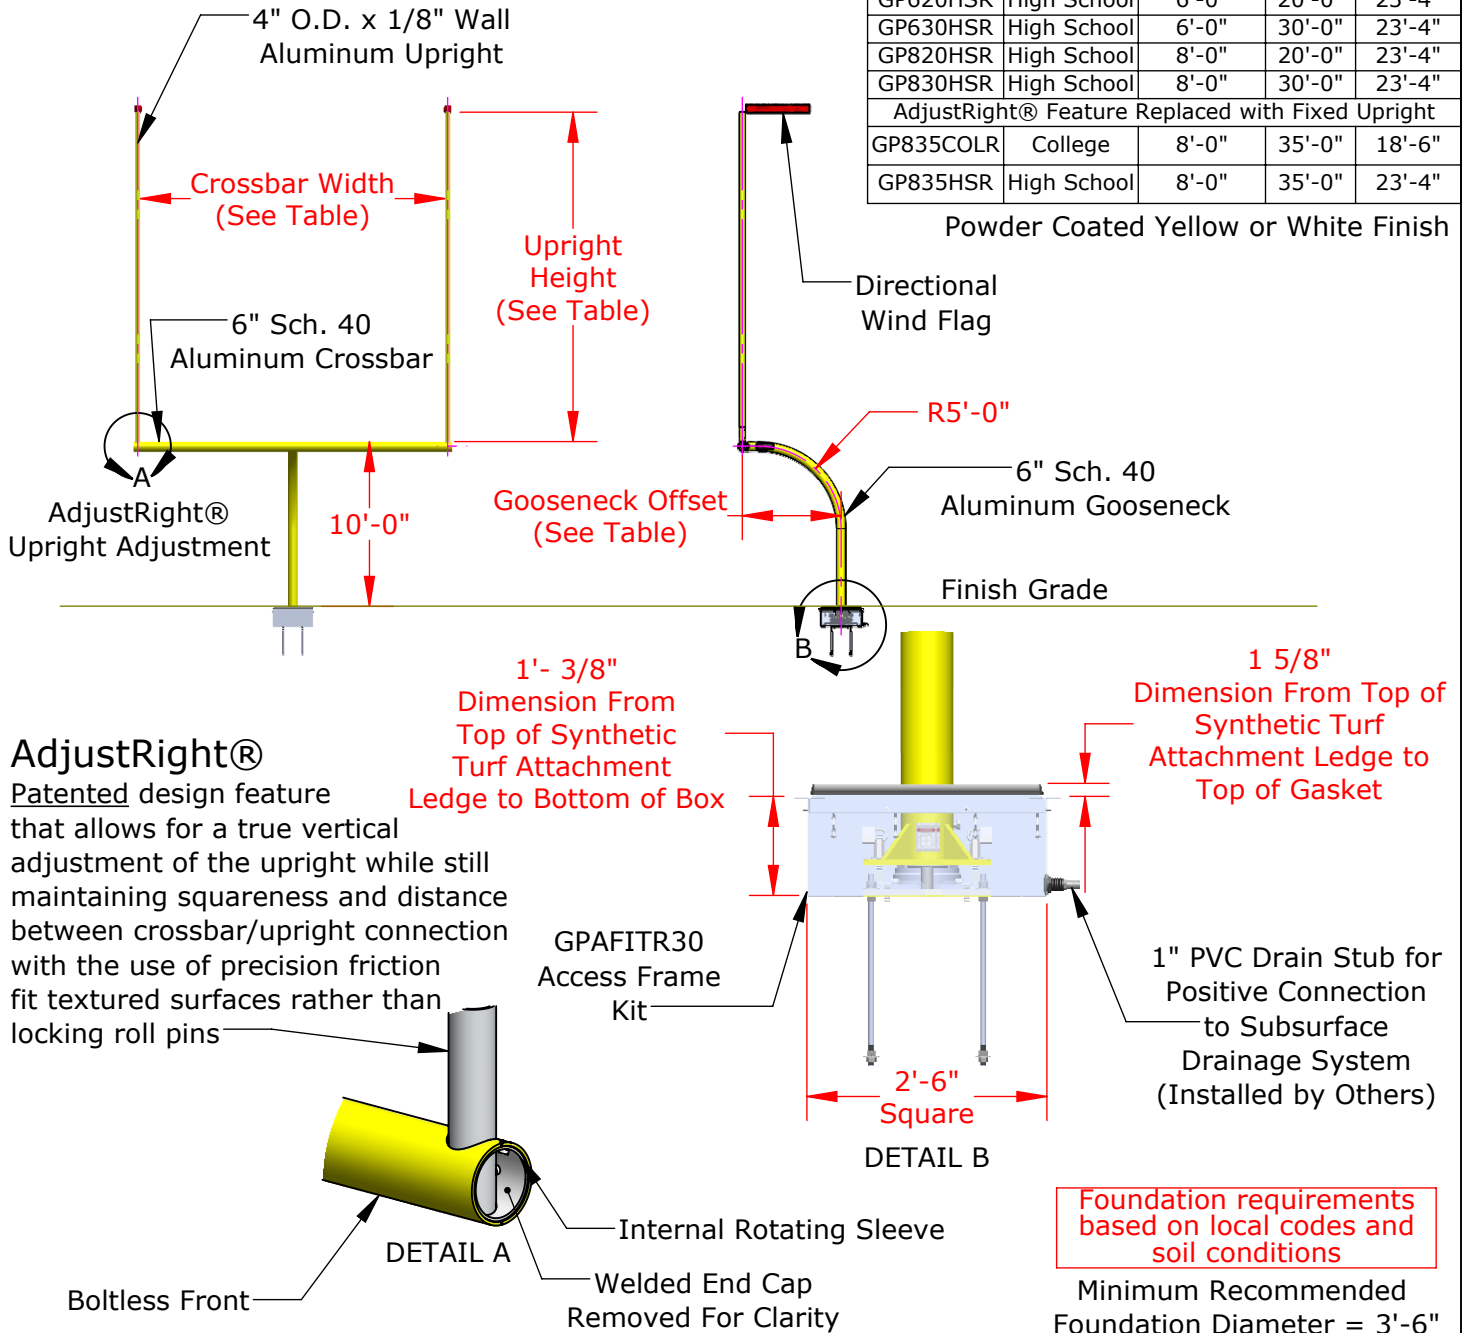 4" O.D. x 1/8" Wall
Aluminum Upright
GP620HSR High School 6'-0" 20'-0" 23'-4"
GP630HSR High School 6'-0" 30'-0" 23'-4"
GP820HSR High School 8'-0" 20'-0" 23'-4"
GP830HSR High School 8'-0" 30'-0" 23'-4"
AdjustRight® Feature Replaced with Fixed Upright
GP835COLR College 8'-0" 35'-0" 18'-6"
GP835HSR High School 8'-0" 35'-0" 23'-4"
Powder Coated Yellow or White Finish
Crossbar Width
(See Table)
Upright
Height
(See Table)
Directional
Wind Flag
6" Sch. 40
Aluminum Crossbar
R5'-0"
A
AdjustRight®
Upright Adjustment
10'-0"
Gooseneck Offset
(See Table)
6" Sch. 40
Aluminum Gooseneck
Finish Grade
B
1'- 3/8"
Dimension From
Top of Synthetic
Turf Attachment
Ledge to Bottom of Box
1 5/8"
Dimension From Top of
Synthetic Turf
Attachment Ledge to
Top of Gasket
AdjustRight®
Patented design feature
that allows for a true vertical
adjustment of the upright while still
maintaining squareness and distance
between crossbar/upright connection
with the use of precision friction
fit textured surfaces rather than
locking roll pins
GPAFITR30
Access Frame
Kit
1" PVC Drain Stub for
Positive Connection
to Subsurface
Drainage System
(Installed by Others)
2'-6"
Square
DETAIL B
Internal Rotating Sleeve
DETAIL A
Welded End Cap
Removed For Clarity
Boltless Front
Foundation requirements
based on local codes and
soil conditions
Minimum Recommended
Foundation Diameter = 3'-6"